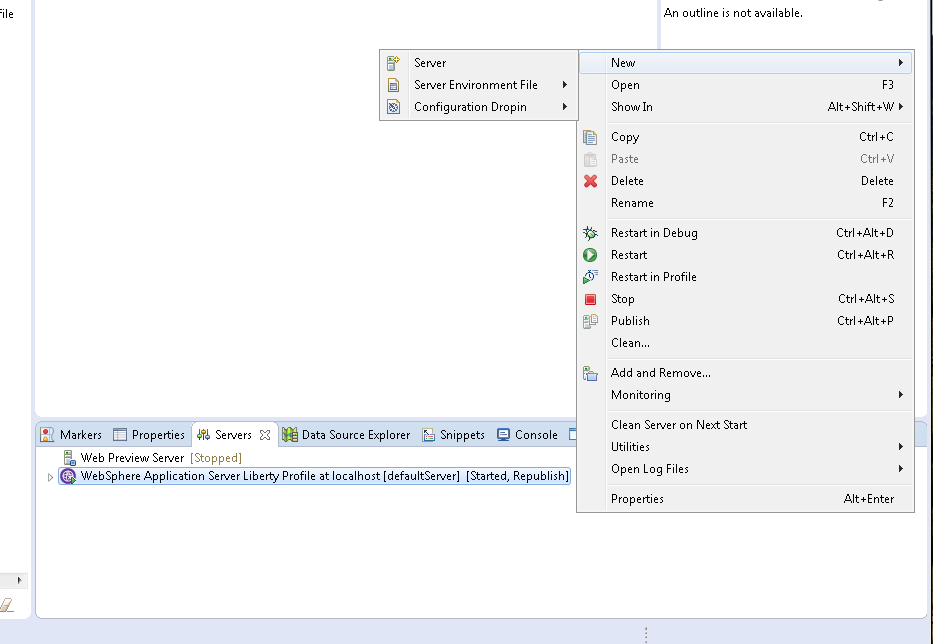 File
An outline is not available.
Server
Server Environment File
Configuration Dropin
New
Open F3
Show In Alt+Shift+W
Copy Ctrl+C
Paste Ctrl+V
Delete Delete
Rename F2
Restart in Debug Ctrl+Alt+D
Restart Ctrl+Alt+R
Restart in Profile
Stop Ctrl+Alt+S
Publish Ctrl+Alt+P
Clean...
Add and Remove...
Monitoring
Clean Server on Next Start
Utilities
Open Log Files
Properties Alt+Enter
Markers Properties Servers Data Source Explorer Snippets Console
Web Preview Server [Stopped]
WebSphere Application Server Liberty Profile at localhost [defaultServer] [Started, Republish]